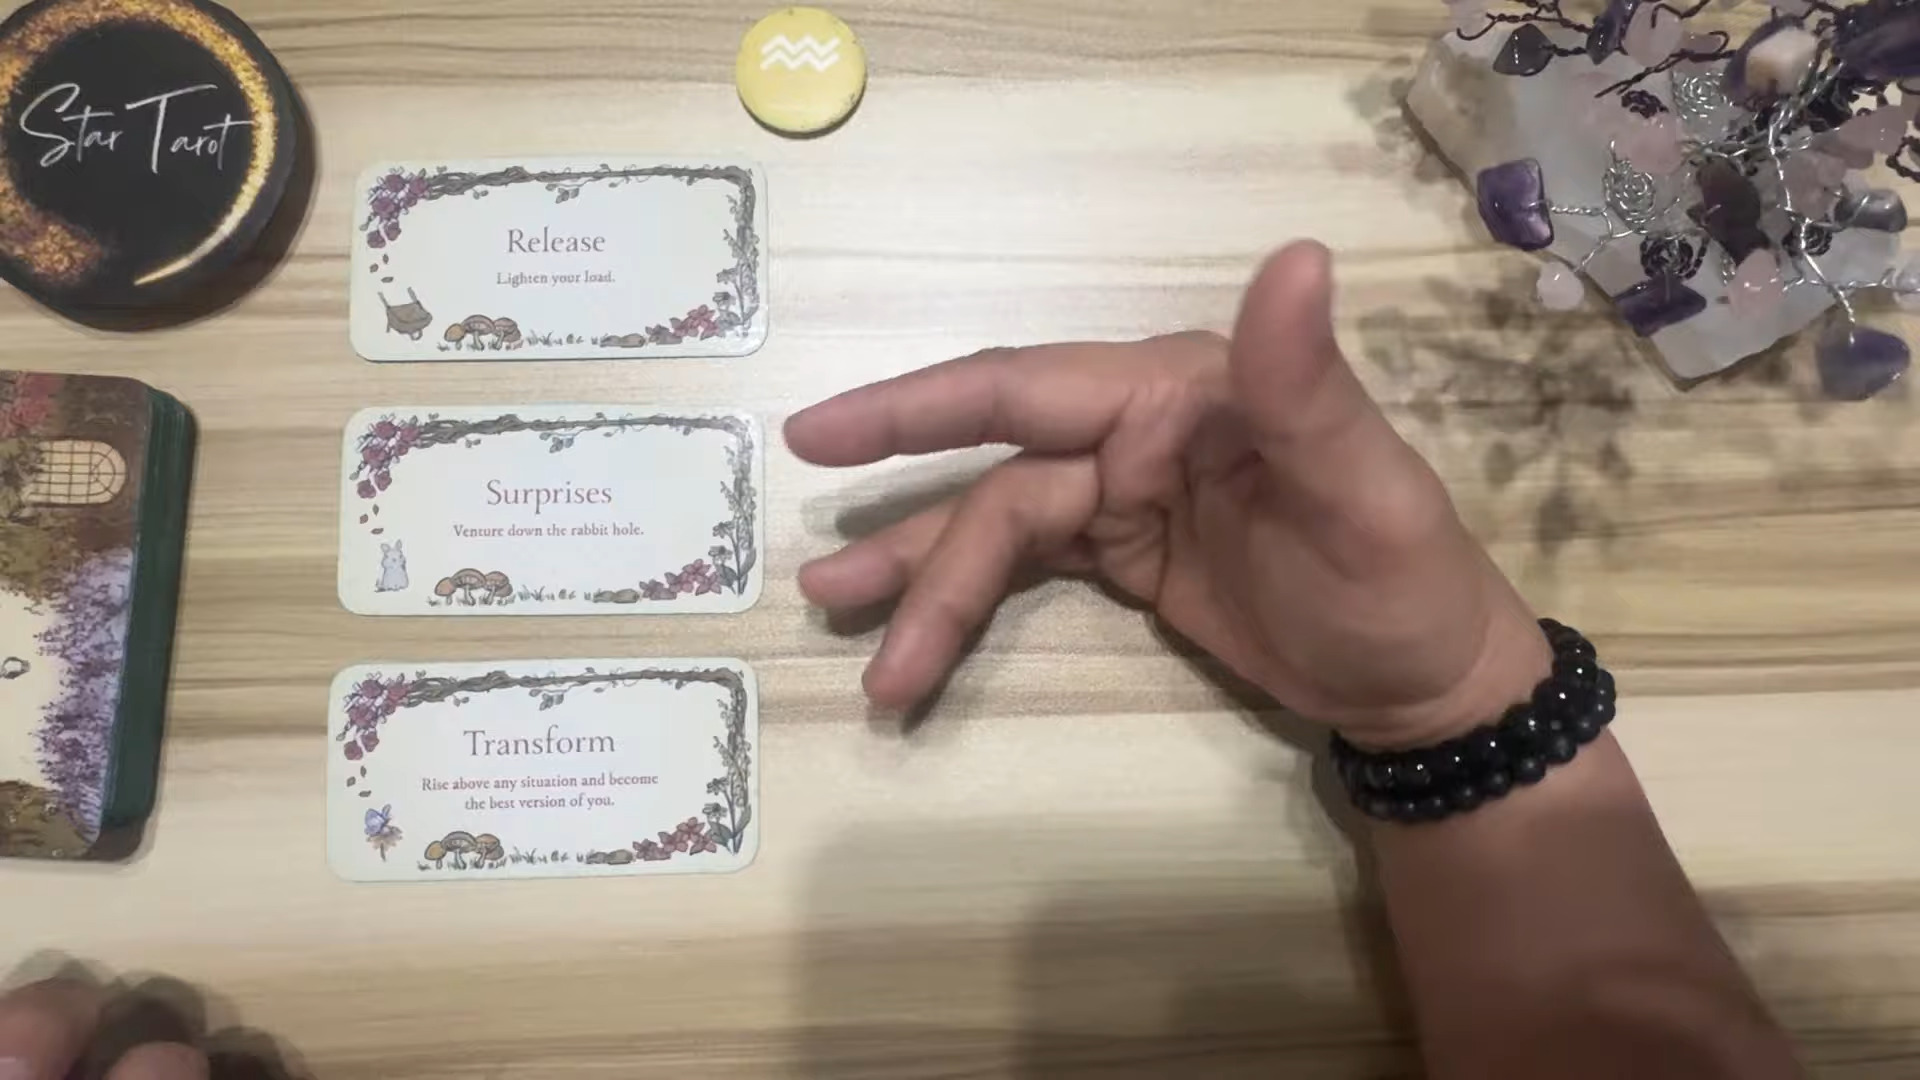 Star Tarot
Release
Lighten your load.
Surprises
Venture down the rabbit hole.
Transform
Rise above any situation and become
the best version of you.